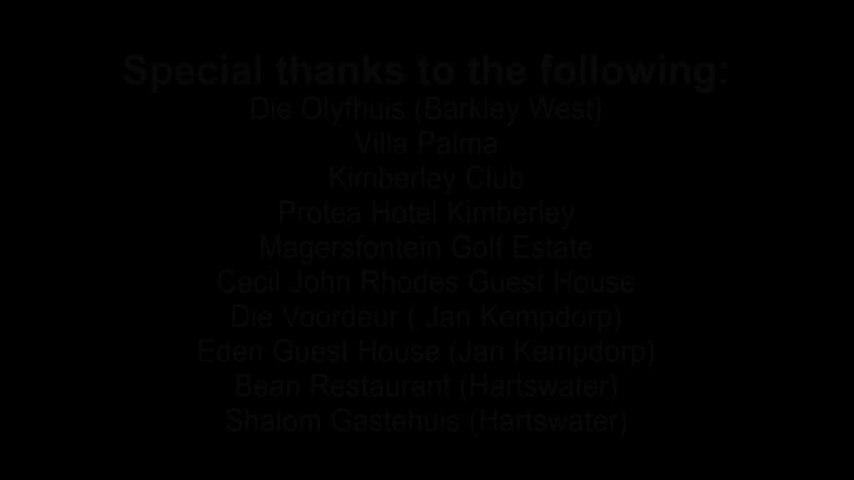 Special thanks to the following:
Die Olyfhuis (Barkley West)
Villa Palma
Kimberley Club
Protea Hotel Kimberley
Magersfontein Golf Estate
Cecil John Rhodes Guest House
Die Voordeur ( Jan Kempdorp)
Eden Guest House (Jan Kempdorp)
Bean Restaurant (Hartswater)
Shalom Gastehuis (Hartswater)